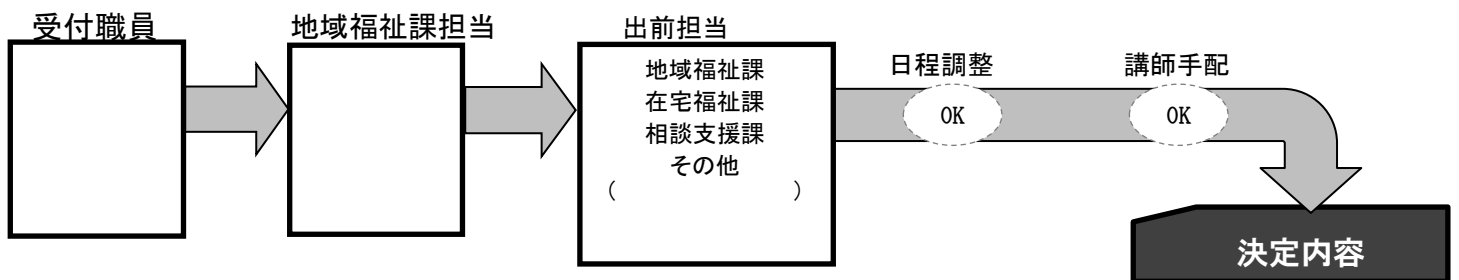 受付職員
地域福祉課担当
出前担当
地域福祉課
在宅福祉課
相談支援課
その他
（　　　　　　　　）
日程調整
OK
講師手配
OK
決定内容